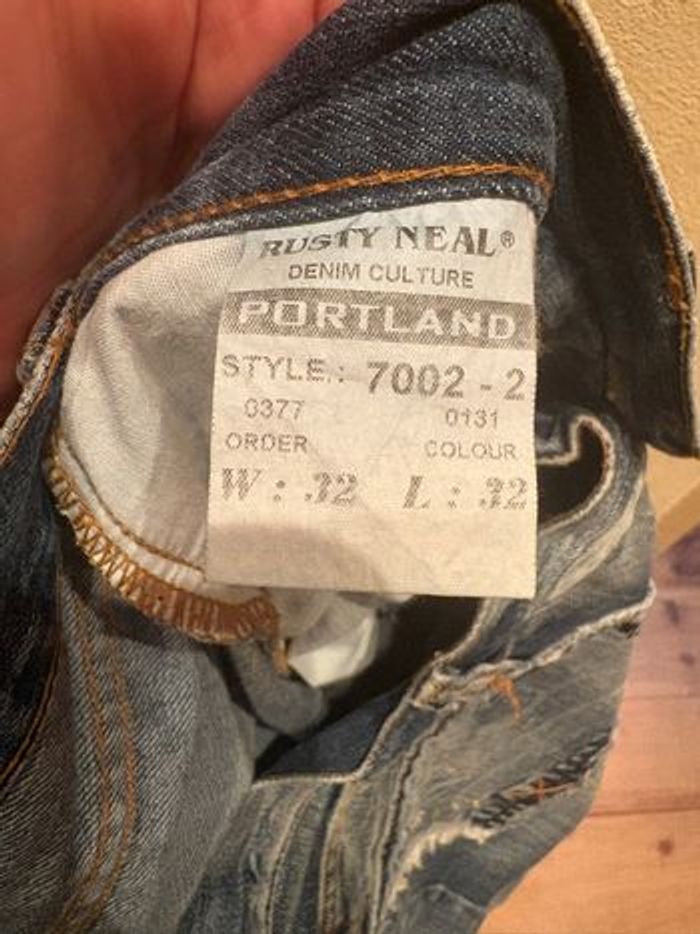 RUSTY NEAL®
DENIM CULTURE
PORTLAND
STYLE.: 7002 - 2
0377 0131
ORDER COLOUR
W : 32 L : 32